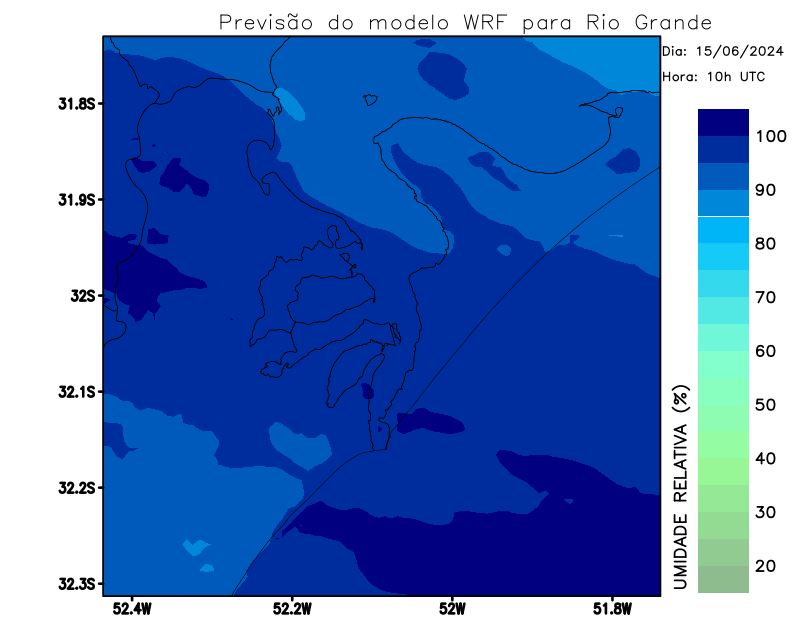 Previsão do modelo WRF para Rio Grande
Dia: 15/06/2024
Hora: 10h UTC
31.8S
31.9S
32S
32.1S
32.2S
32.3S
52.4W
52.2W
52W
51.8W
100
90
80
70
60
50
40
30
20
UMIDADE RELATIVA (%)